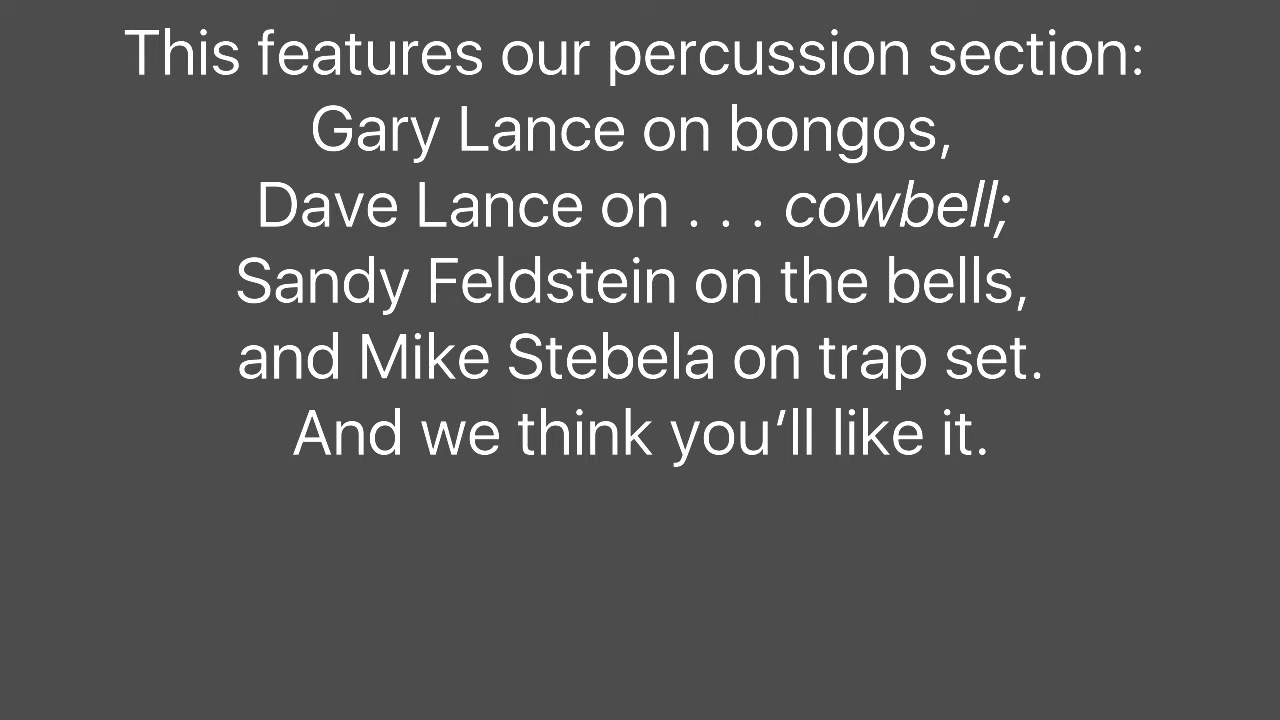 This features our percussion section:
Gary Lance on bongos,
Dave Lance on . . . cowbell;
Sandy Feldstein on the bells,
and Mike Stebela on trap set.
And we think you’ll like it.